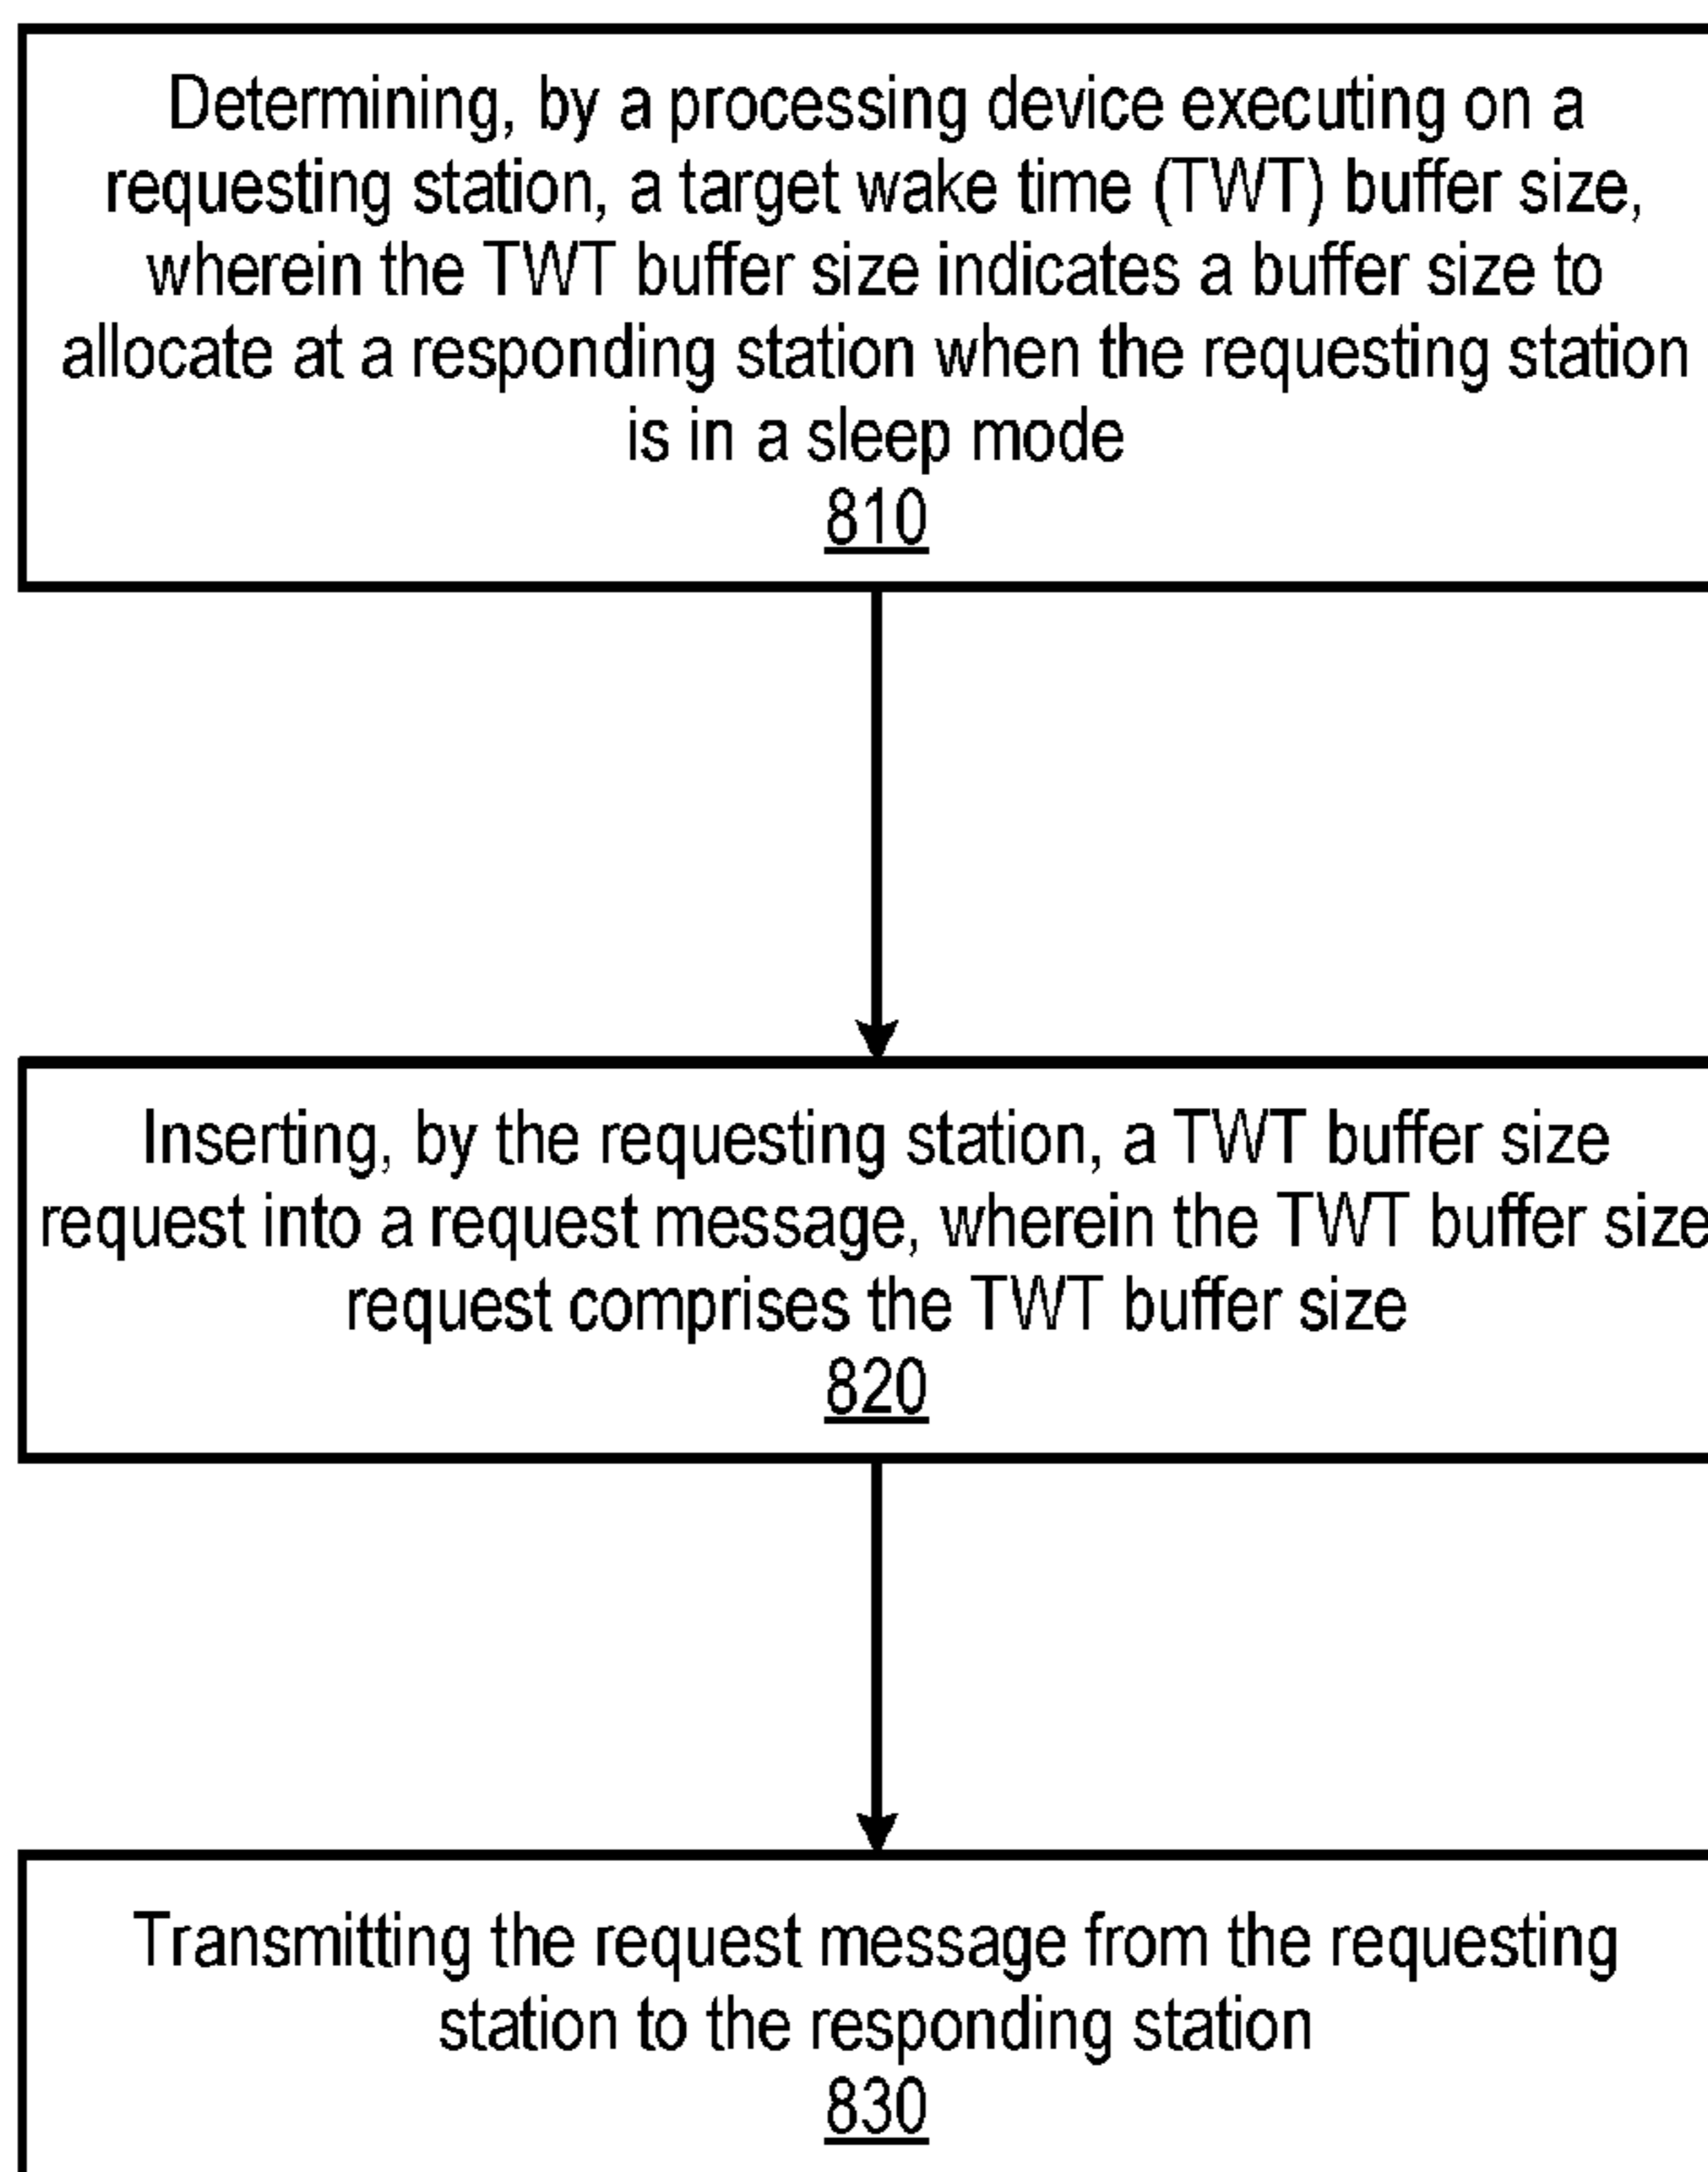 Determining, by a processing device executing on a
requesting station, a target wake time (TWT) buffer size,
wherein the TWT buffer size indicates a buffer size to
allocate at a responding station when the requesting station
is in a sleep mode
810
Inserting, by the requesting station, a TWT buffer size
request into a request message, wherein the TWT buffer size
request comprises the TWT buffer size
820
Transmitting the request message from the requesting
station to the responding station
830